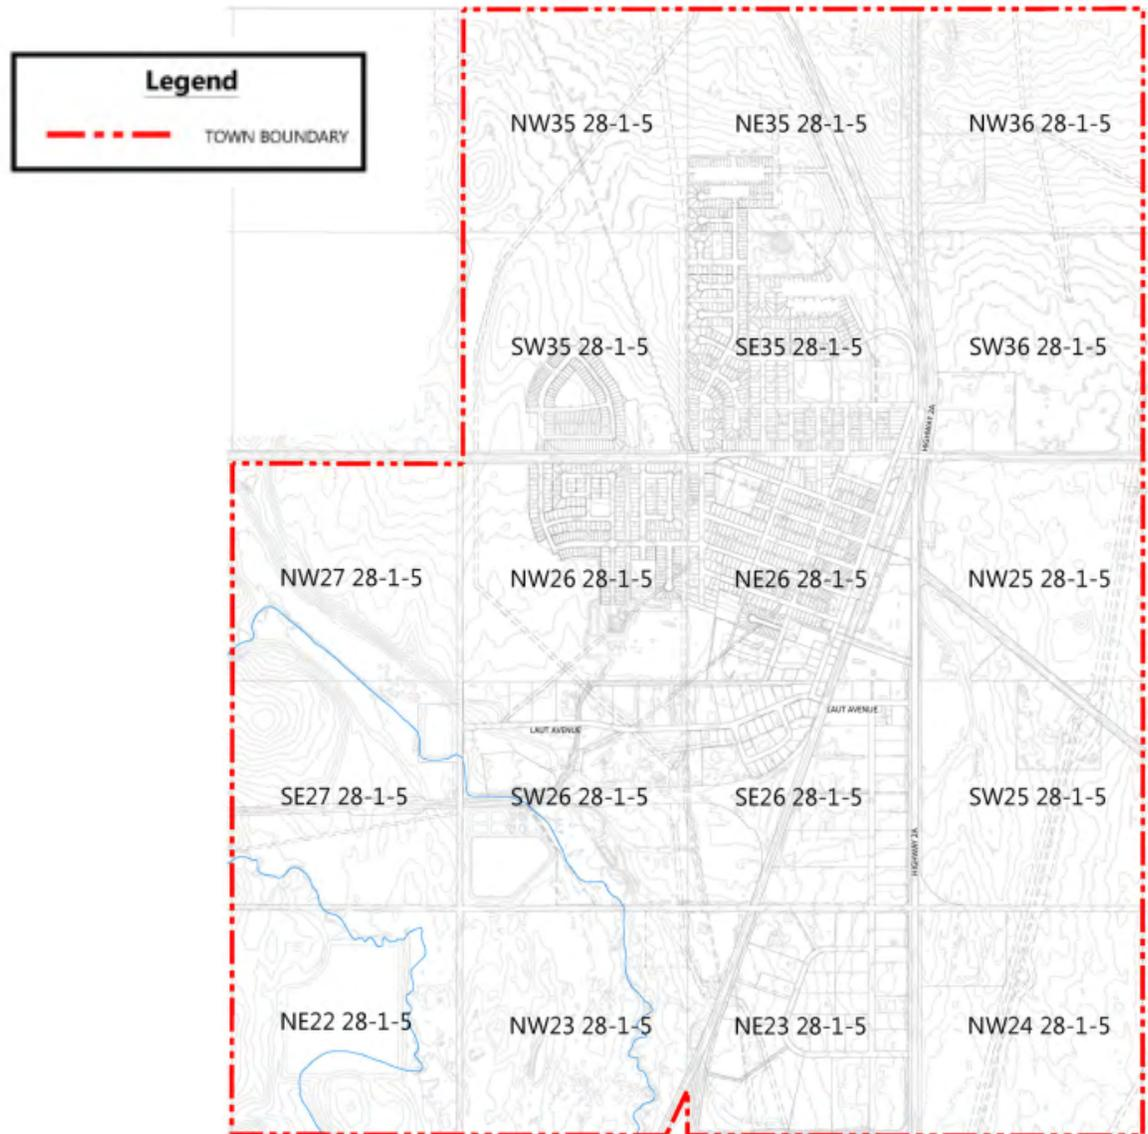 Legend
TOWN BOUNDARY
NW35 28-1-5
NE35 28-1-5
NW36 28-1-5
SW35 28-1-5
SE35 28-1-5
SW36 28-1-5
HIGHWAY 2A
NW27 28-1-5
NW26 28-1-5
NE26 28-1-5
NW25 28-1-5
LAUT AVENUE
LAUT AVENUE
SE27 28-1-5
SW26 28-1-5
SE26 28-1-5
SW25 28-1-5
HIGHWAY 2A
NE22 28-1-5
NW23 28-1-5
NE23 28-1-5
NW24 28-1-5